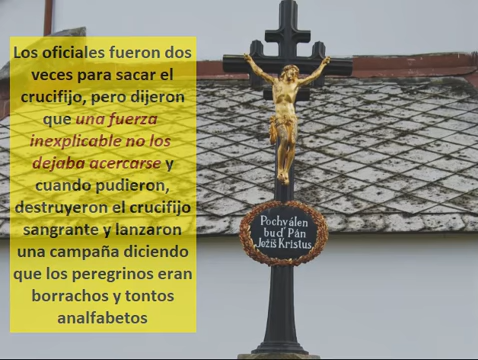 Los oficiales fueron dos
veces para sacar el
crucifijo, pero dijeron
que una fuerza
inexplicable no los
dejaba acercarse y
cuando pudieron,
destruyeron el crucifijo
sangrante y lanzaron
una campaña diciendo
que los peregrinos eran
borrachos y tontos
analfabetos
Pochválen
buď Pán
Ježiš Kristus